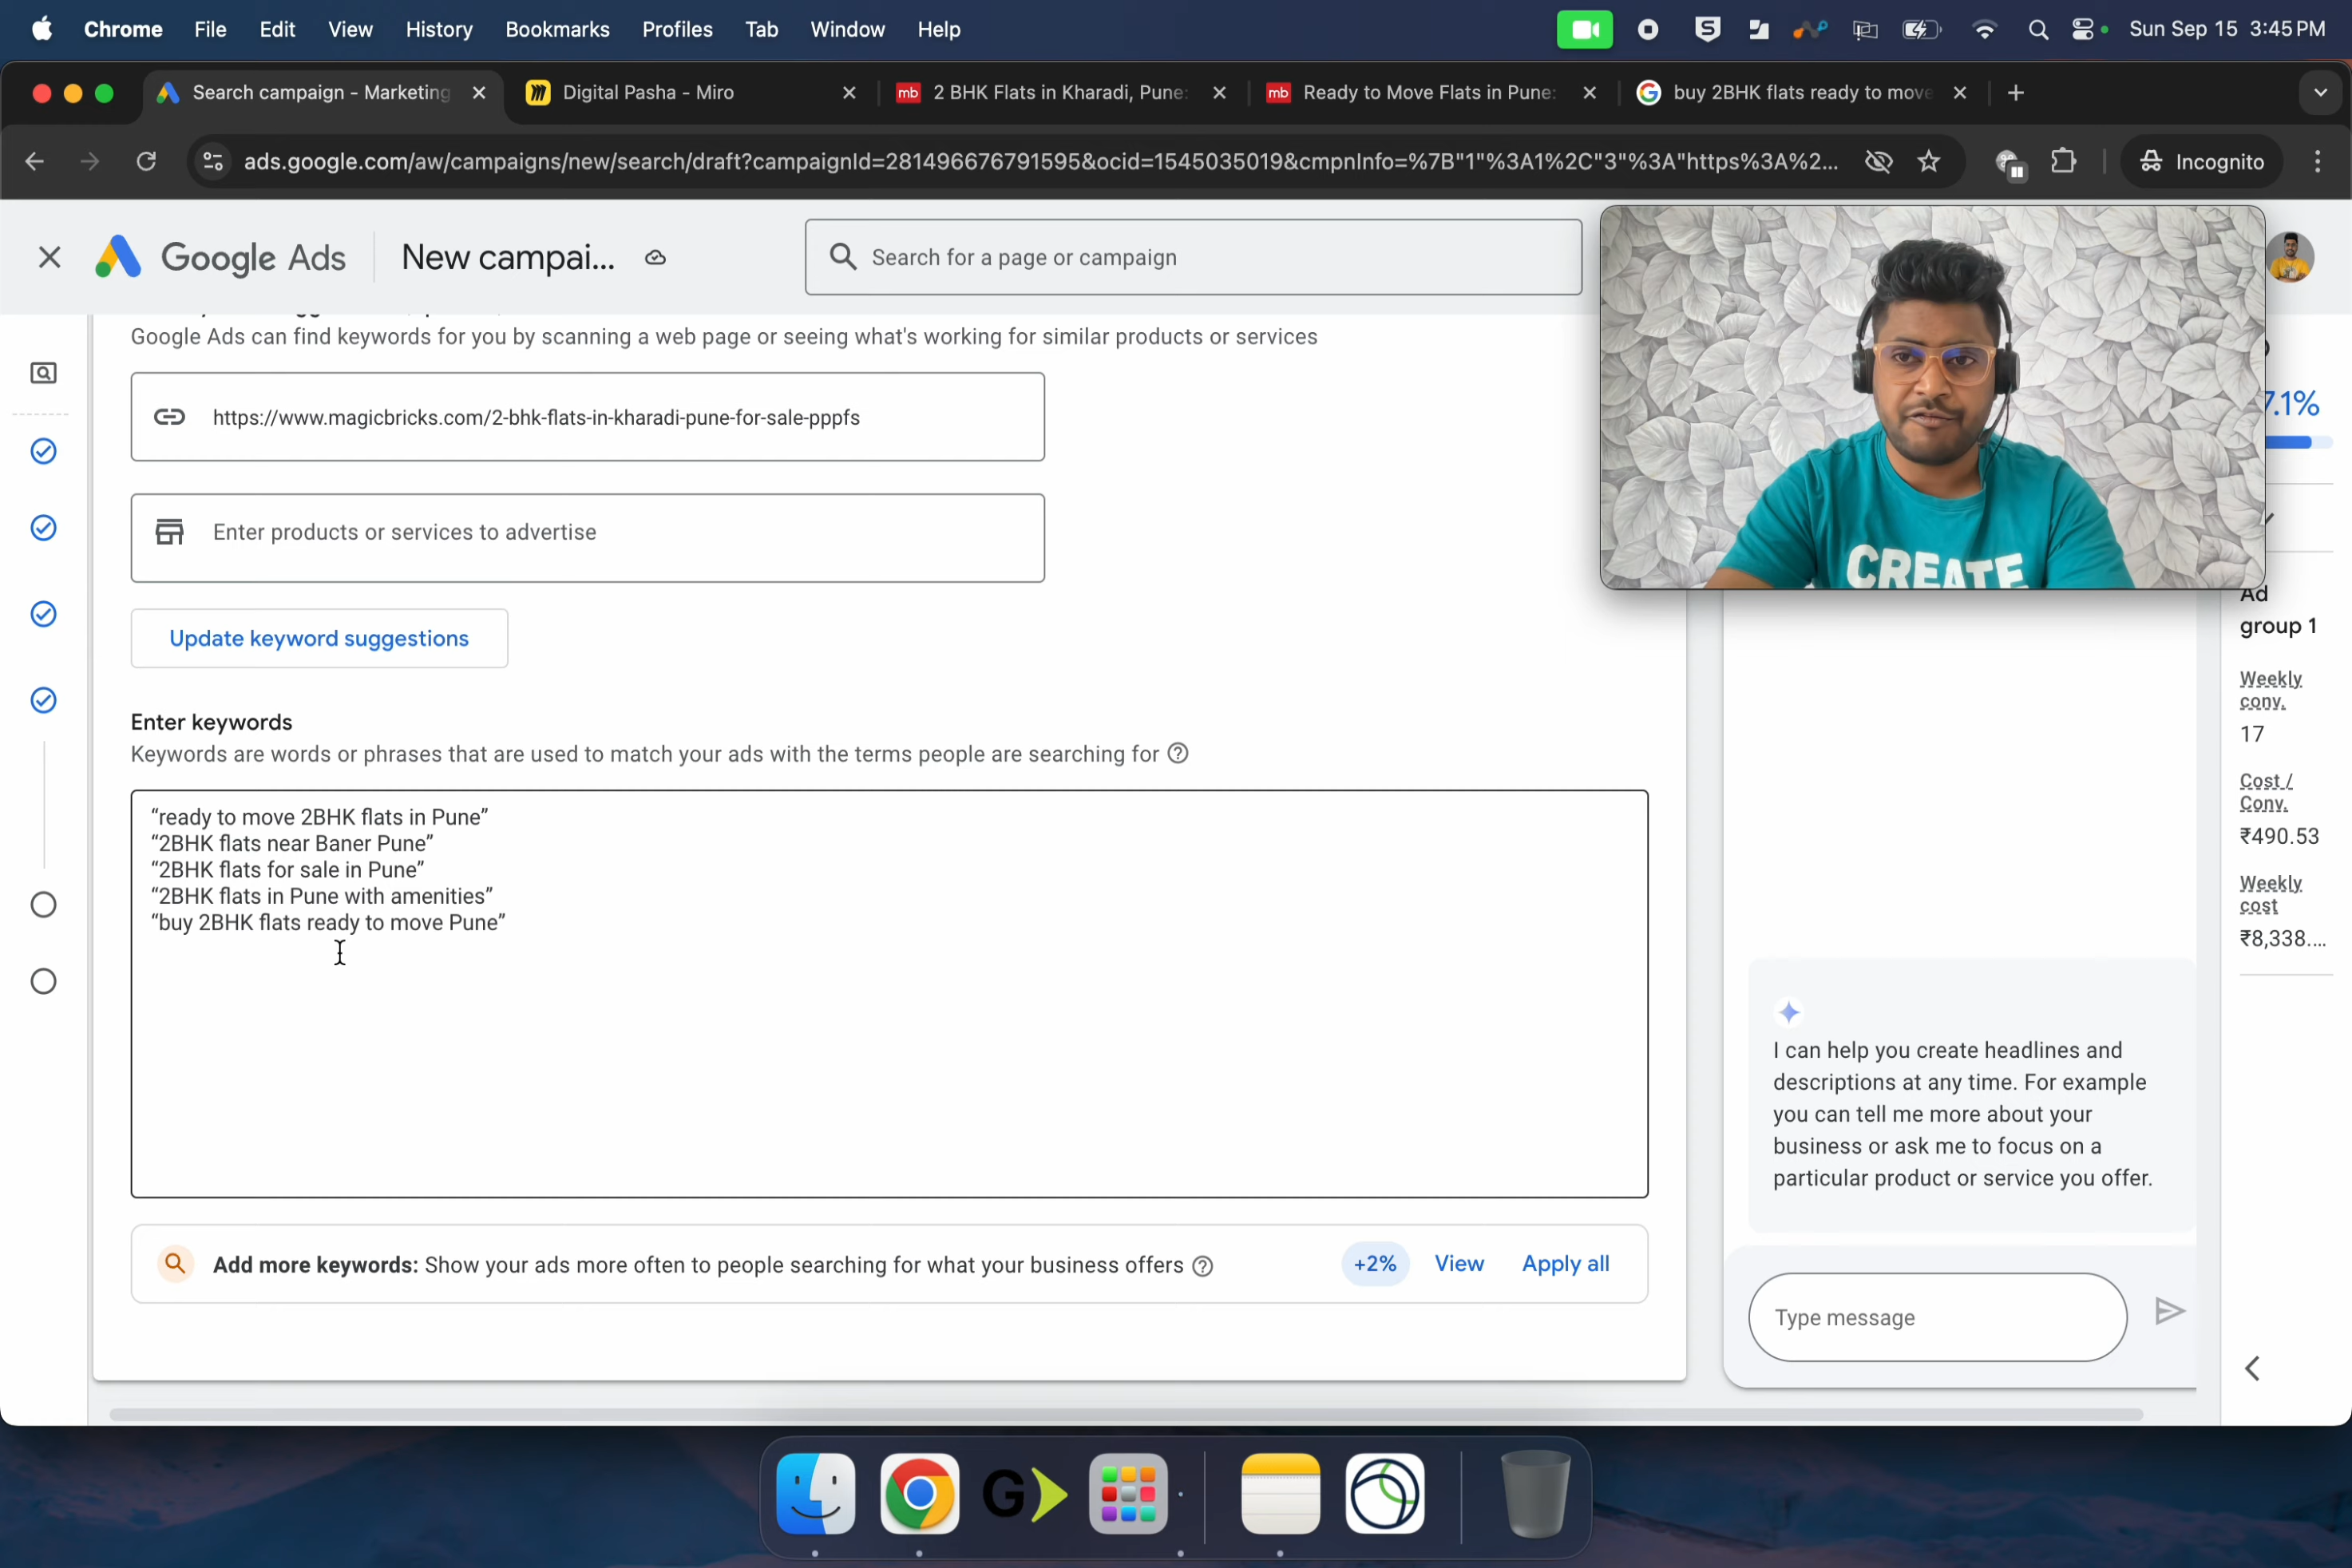 Chrome File Edit View History Bookmarks Profiles Tab Window Help
Sun Sep 15 3:45 PM
Search campaign - Marketing
Digital Pasha - Miro
mb 2 BHK Flats in Kharadi, Pune:
mb Ready to Move Flats in Pune:
buy 2BHK flats ready to move
ads.google.com/aw/campaigns/new/search/draft?campaignId=281496676791595&ocid=1545035019&cmpnInfo=%7B"1"%3A1%2C"3"%3A"https%3A%2...
Incognito
Google Ads
New campai...
Search for a page or campaign
Google Ads can find keywords for you by scanning a web page or seeing what's working for similar products or services
https://www.magicbricks.com/2-bhk-flats-in-kharadi-pune-for-sale-pppfs
Enter products or services to advertise
Update keyword suggestions
Enter keywords
Keywords are words or phrases that are used to match your ads with the terms people are searching for
“ready to move 2BHK flats in Pune”
“2BHK flats near Baner Pune”
“2BHK flats for sale in Pune”
“2BHK flats in Pune with amenities”
“buy 2BHK flats ready to move Pune”
Add more keywords: Show your ads more often to people searching for what your business offers
+2% View Apply all
CREATE
7.1%
Ad
group 1
Weekly
conv.
17
Cost /
Conv.
₹490.53
Weekly
cost
₹8,338....
I can help you create headlines and
descriptions at any time. For example
you can tell me more about your
business or ask me to focus on a
particular product or service you offer.
Type message